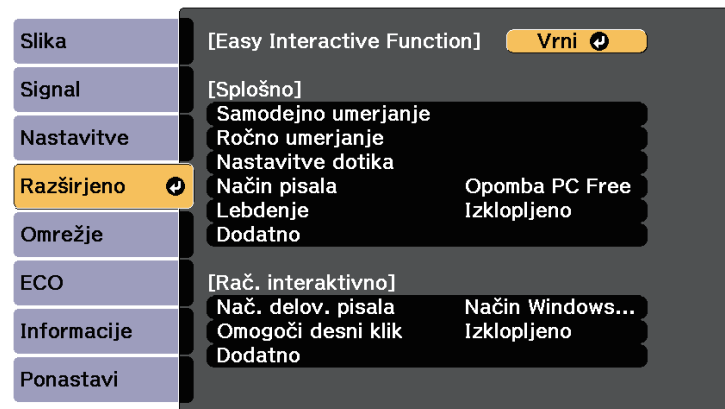 Slika
Signal
Nastavitve
Razširjeno
Omrežje
ECO
Informacije
Ponastavi
[Easy Interactive Function] Vrni
[Splošno]
Samodejno umerjanje
Ročno umerjanje
Nastavitve dotika
Način pisala Opomba PC Free
Lebdenje Izklopljeno
Dodatno
[Rač. interaktivno]
Nač. delov. pisala Način Windows...
Omogoči desni klik Izklopljeno
Dodatno